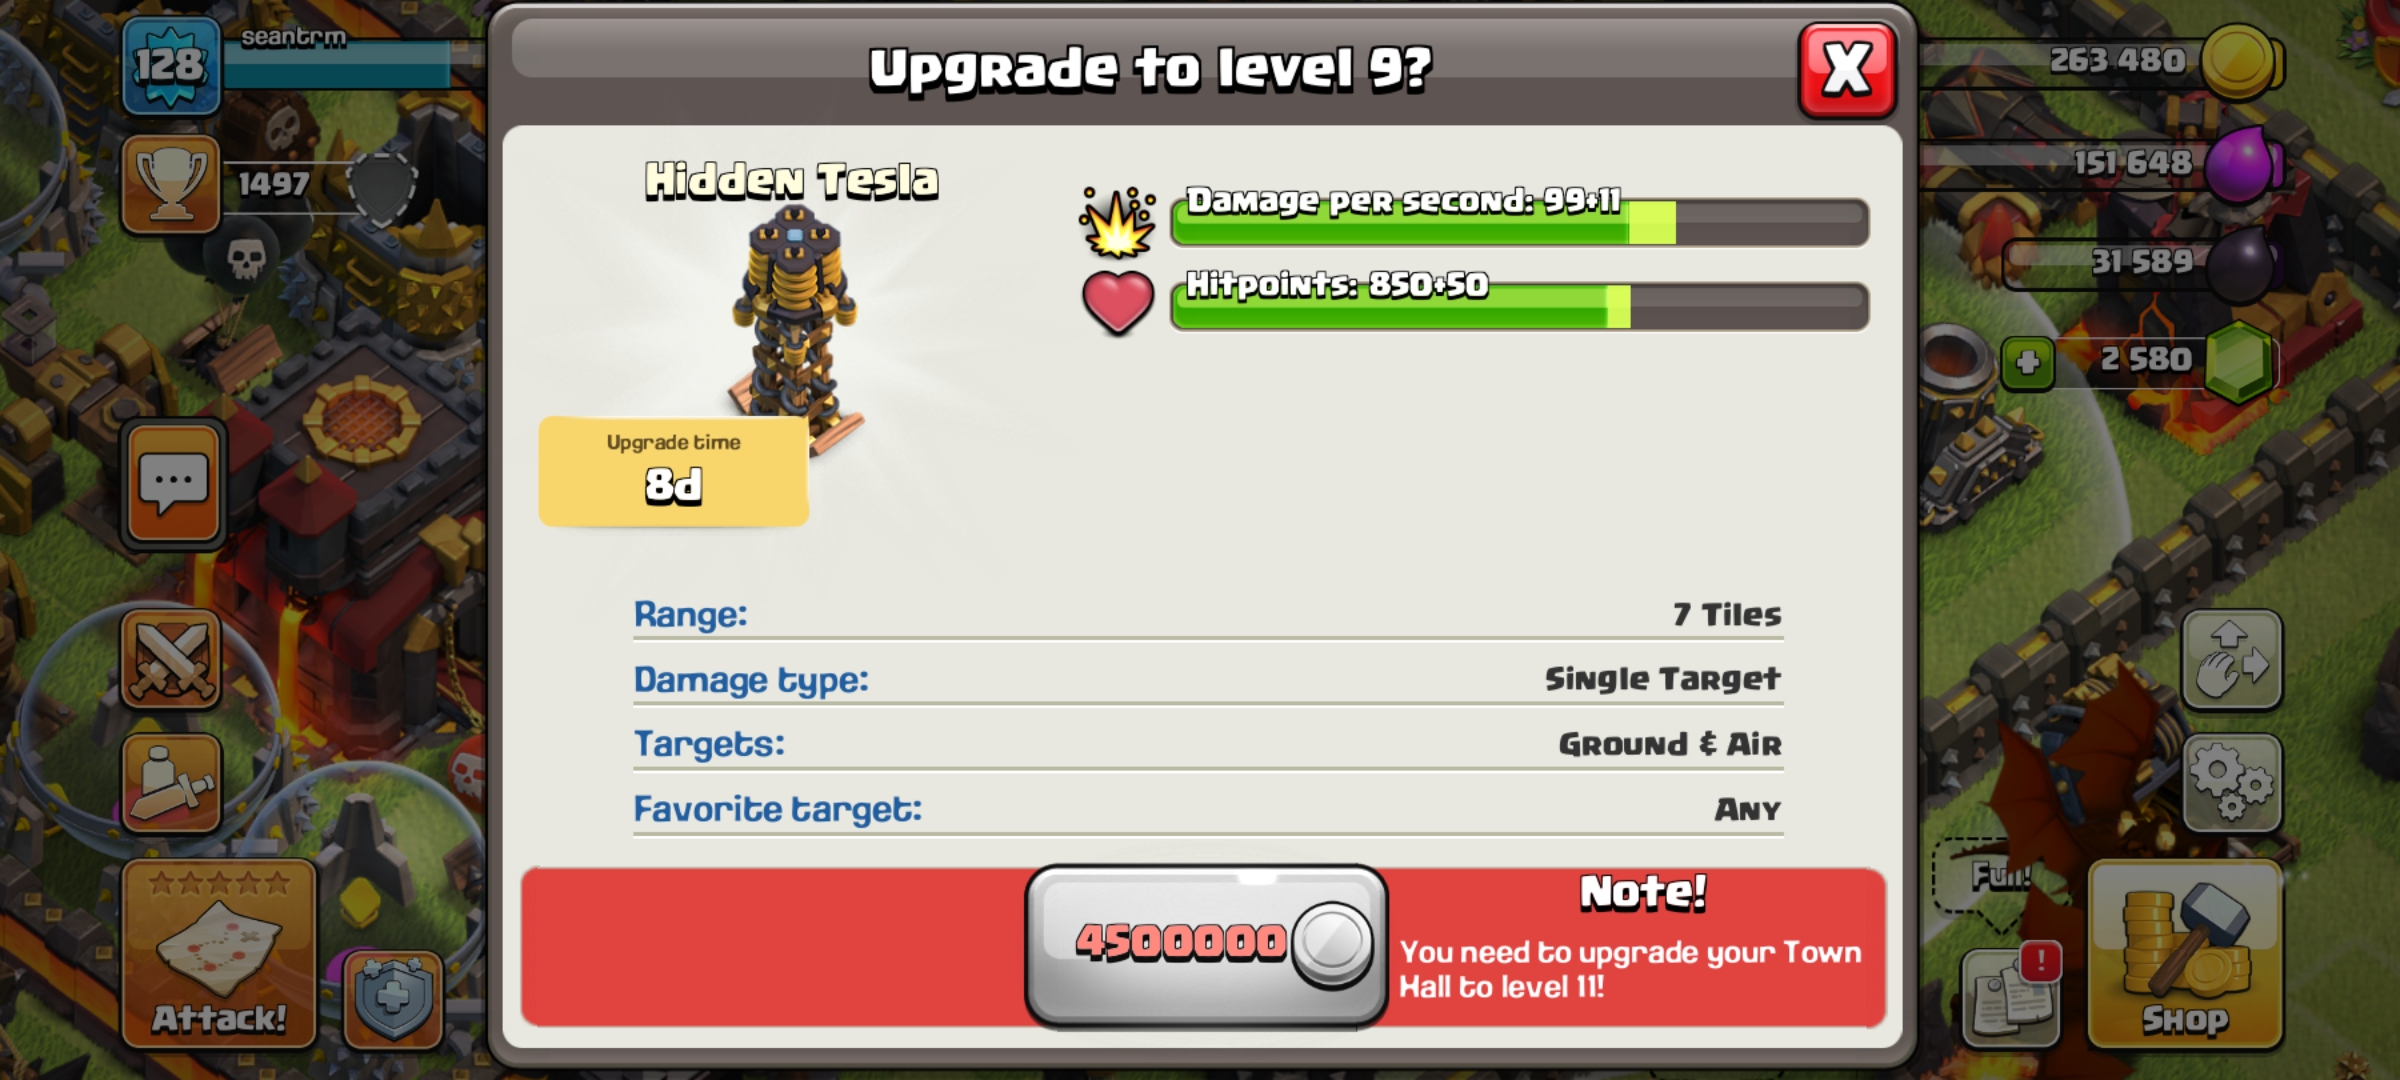 128
seantrm
1497
Attack!
Upgrade to level 9?
X
Hidden Tesla
Upgrade time
8d
Damage per second: 99+11
Hitpoints: 850+50
Range:
7 Tiles
Damage type:
Single Target
Targets:
Ground & Air
Favorite target:
Any
4500000
Note!
You need to upgrade your Town
Hall to level 11!
263 480
151 648
31 589
2 580
Full!
!
Shop